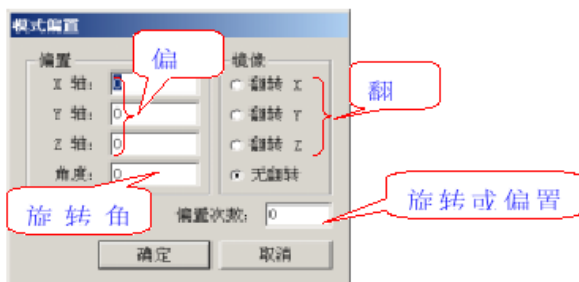 模式偏置
偏置
镜像
偏
X 轴: 0
翻转 X
翻
Y 轴: 0
翻转 Y
Z 轴: 0
翻转 Z
角度: 0
无翻转
旋 转 角
偏置次数: 0
旋转或偏置
确定
取消